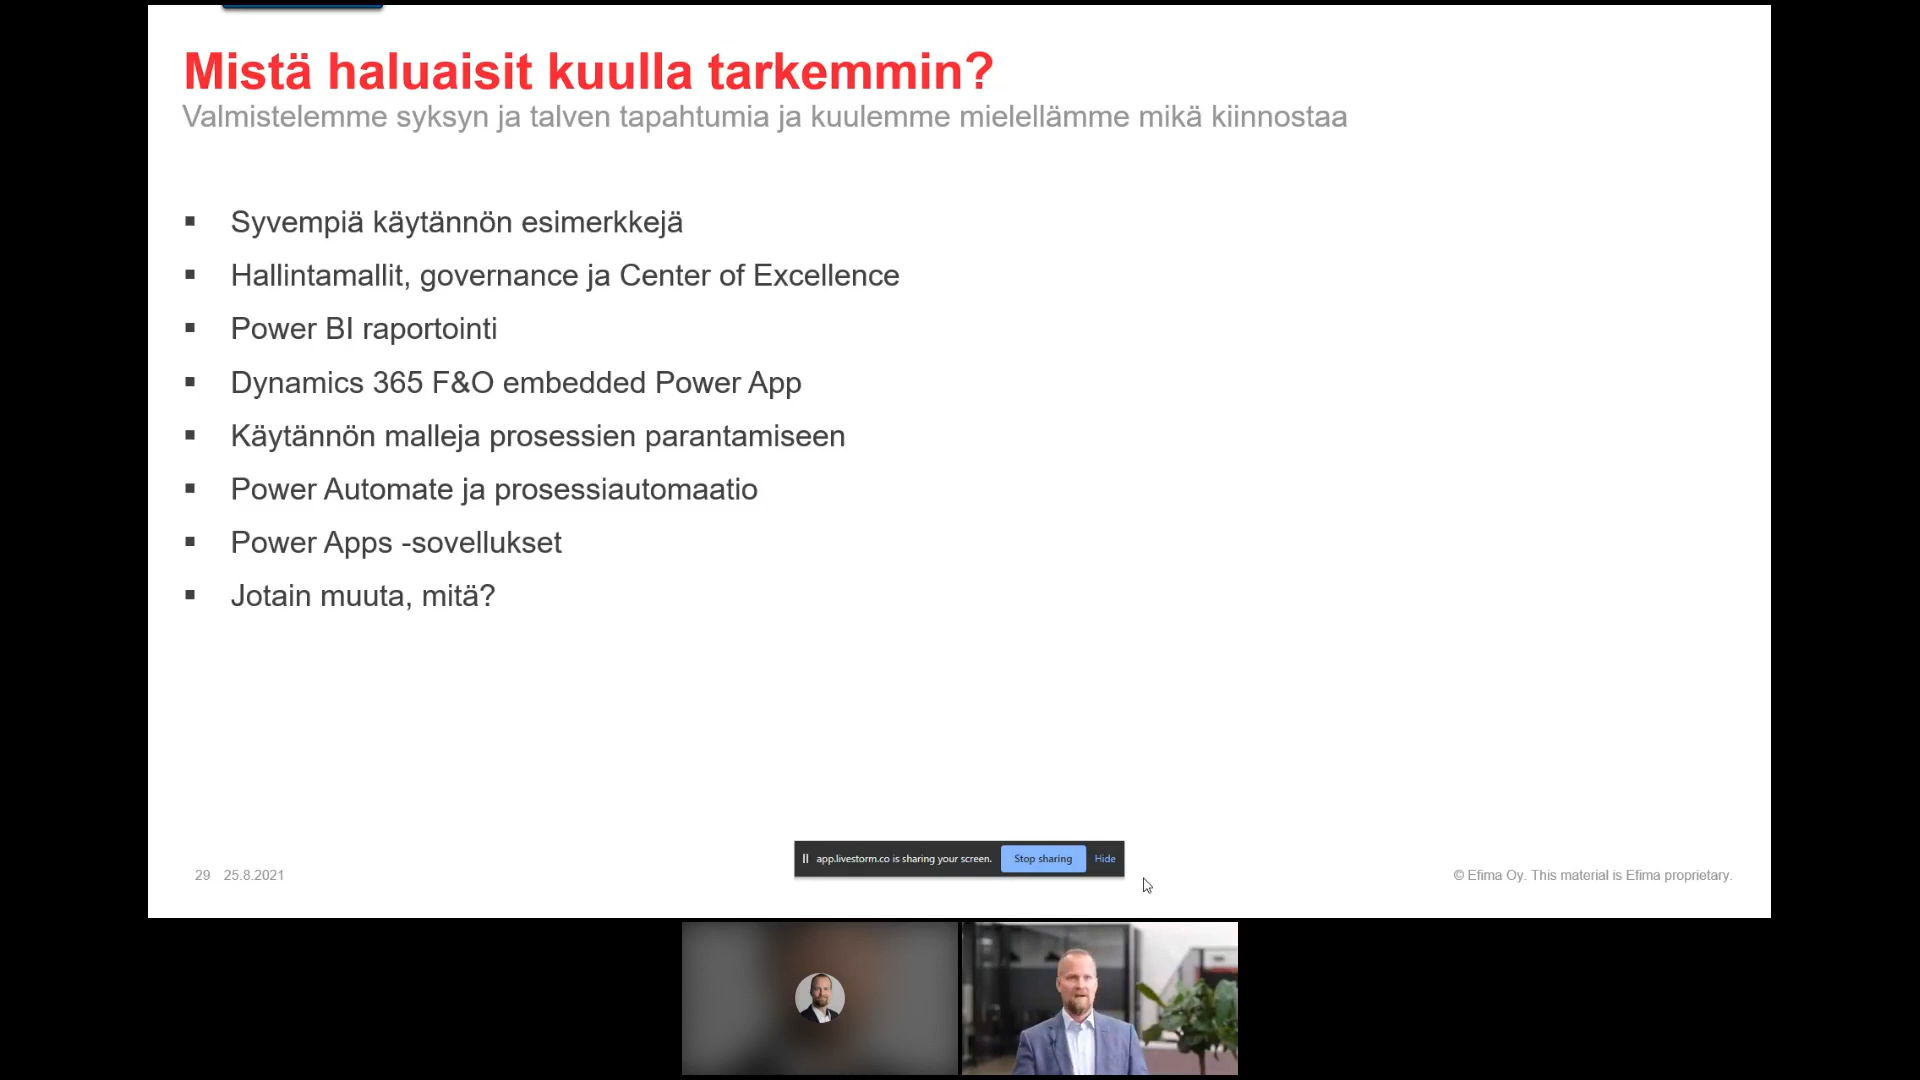 Mistä haluaisit kuulla tarkemmin?
Valmistelemme syksyn ja talven tapahtumia ja kuulemme mielellämme mikä kiinnostaa
▪ Syvempiä käytännön esimerkkejä
▪ Hallintamallit, governance ja Center of Excellence
▪ Power BI raportointi
▪ Dynamics 365 F&O embedded Power App
▪ Käytännön malleja prosessien parantamiseen
▪ Power Automate ja prosessiautomaatio
▪ Power Apps -sovellukset
▪ Jotain muuta, mitä?
app.livestorm.co is sharing your screen. Stop sharing Hide
29 25.8.2021
© Efima Oy. This material is Efima proprietary.